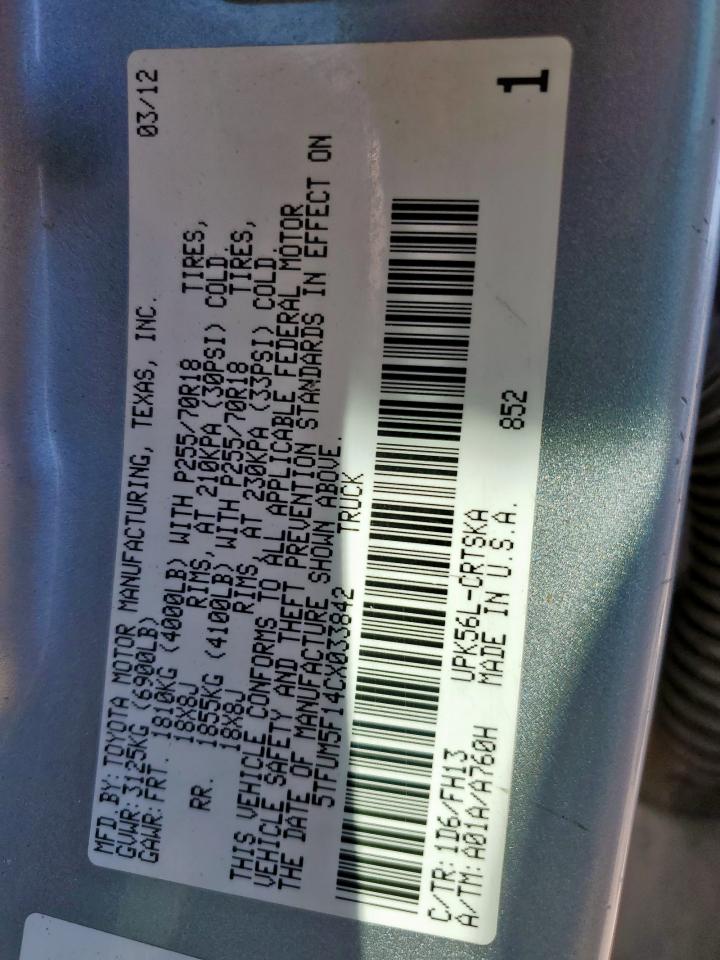 MFD BY: TOYOTA MOTOR MANUFACTURING, TEXAS, INC. 03/12
GVWR: 3125KG (6900LB)
GAWR: FRT. 1810KG (4000LB) WITH P255/70R18 TIRES,
18X8J RIMS, AT 210KPA (30PSI) COLD.
RR. 1855KG (4100LB) WITH P255/70R18 TIRES,
18X8J RIMS AT 230KPA (33PSI) COLD.
THIS VEHICLE CONFORMS TO ALL APPLICABLE FEDERAL MOTOR
VEHICLE SAFETY AND THEFT PREVENTION STANDARDS IN EFFECT ON
THE DATE OF MANUFACTURE SHOWN ABOVE.
5TFUM5F14CX033842 TRUCK
C/TR: 1D6/FH13 UPK56L-CRTSKA 852
A/TM: A01A/A760H MADE IN U.S.A. 1